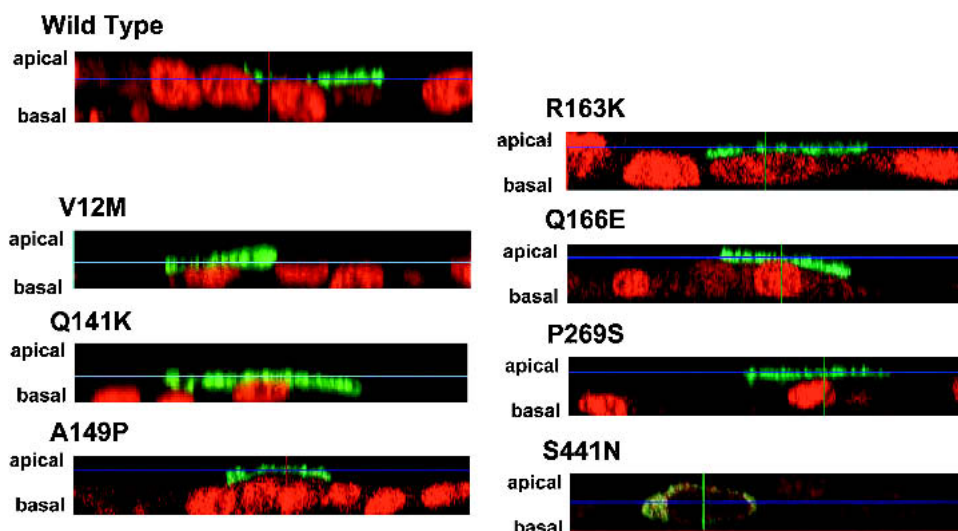 Wild Type
apical
basal
V12M
apical
basal
Q141K
apical
basal
A149P
apical
basal
R163K
apical
basal
Q166E
apical
basal
P269S
apical
basal
S441N
apical
basal